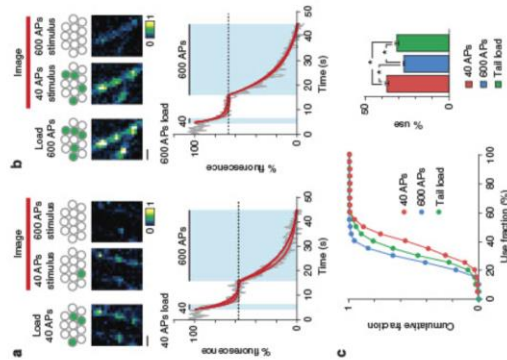 a
Image
Load
40 APs
40 APs
stimulus
600 APs
stimulus
0 1
40 APs load
40
600 APs
% fluorescence
100
50
0
0 10 20 30 40 50
Time (s)
b
Image
Load
600 APs
40 APs
stimulus
600 APs
stimulus
0 1
600 APs load
40
600 APs
% fluorescence
100
50
0
0 10 20 30 40 50
Time (s)
c
Cumulative fraction
1
0
0 20 40 60 80 100
Use fraction (%)
40 APs
600 APs
Tail load
% use
50
0
*
*
*
40 APs
600 APs
Tail load